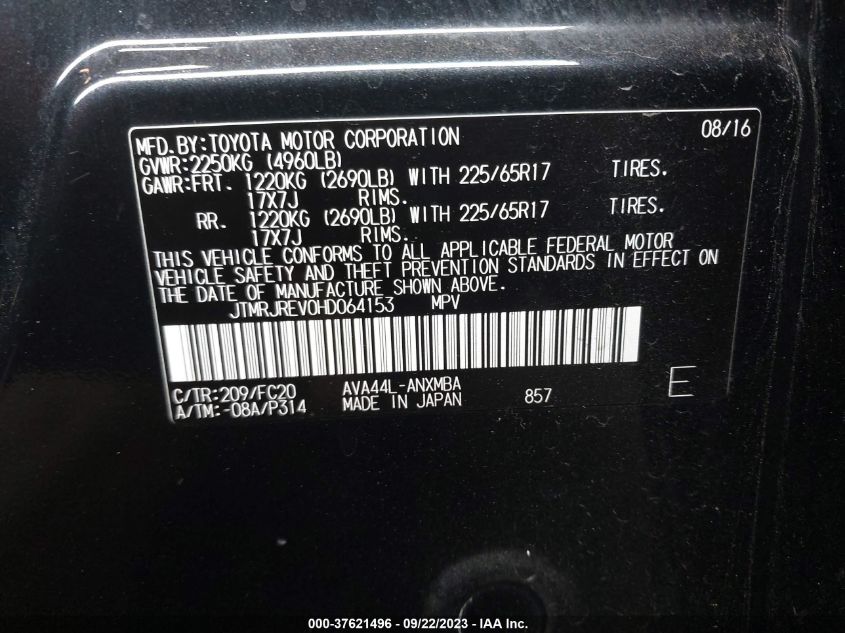 MFD.BY:TOYOTA MOTOR CORPORATION 08/16
GVWR:2250KG (4960LB)
GAWR:FRT. 1220KG (2690LB) WITH 225/65R17 TIRES.
17X7J RIMS.
RR. 1220KG (2690LB) WITH 225/65R17 TIRES.
17X7J RIMS.
THIS VEHICLE CONFORMS TO ALL APPLICABLE FEDERAL MOTOR
VEHICLE SAFETY AND THEFT PREVENTION STANDARDS IN EFFECT ON
THE DATE OF MANUFACTURE SHOWN ABOVE.
JTMRJREV0HD064153 MPV
C/TR:209/FC20 AVA44L-ANXMBA
A/TM:-08A/P314 MADE IN JAPAN 857 E
000-37621496 - 09/22/2023 - IAA Inc.